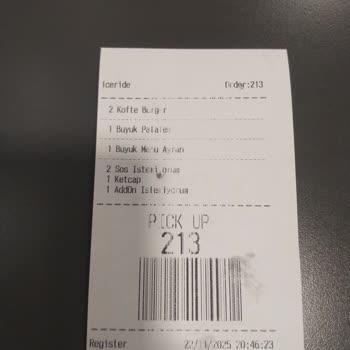 Iceride Order:213
2 Kofte Burger
1 Buyuk Patates
1 Buyuk Menu Ayran
2 Sos Istemiyorum
1 Ketcap
1 AddOn Istemiyorum
PICK UP
213
Register 22/11/2025 20:46:23